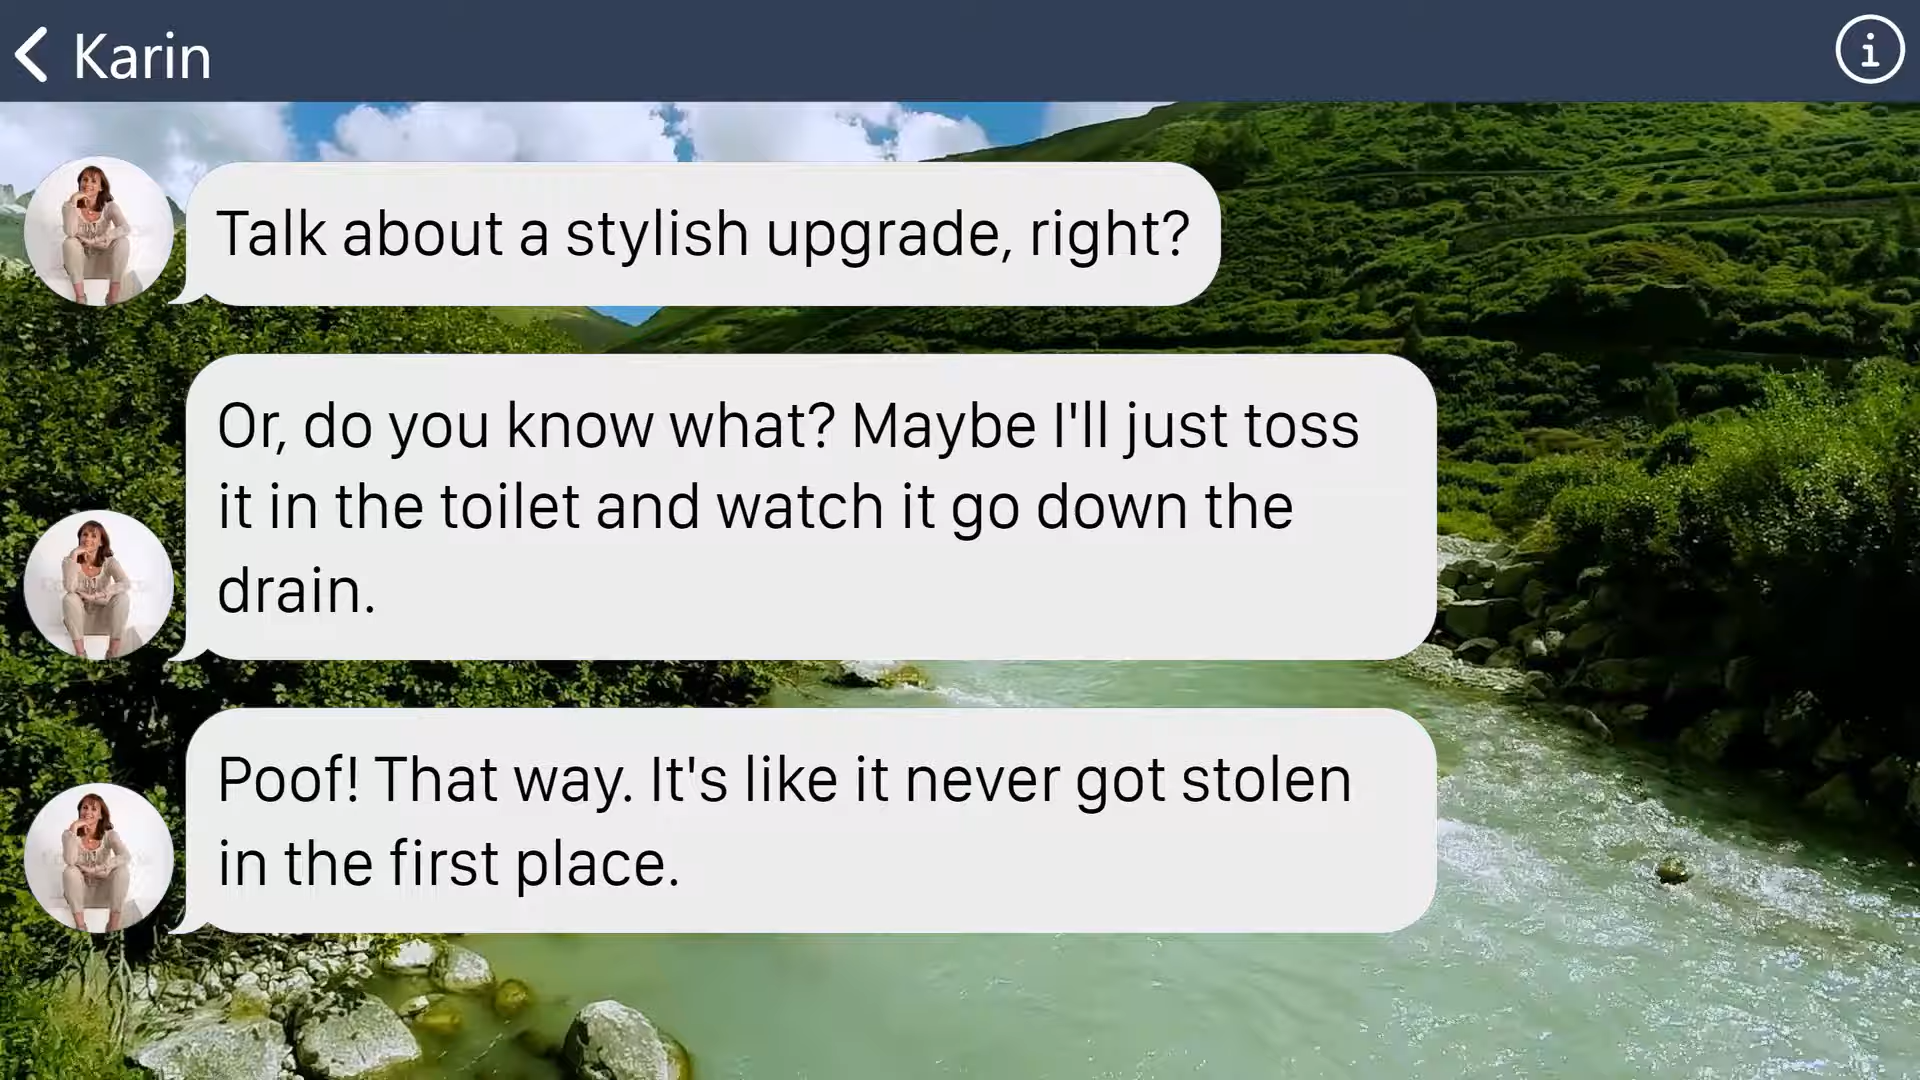 Karin
Talk about a stylish upgrade, right?
Or, do you know what? Maybe I'll just toss
it in the toilet and watch it go down the
drain.
Poof! That way. It's like it never got stolen
in the first place.